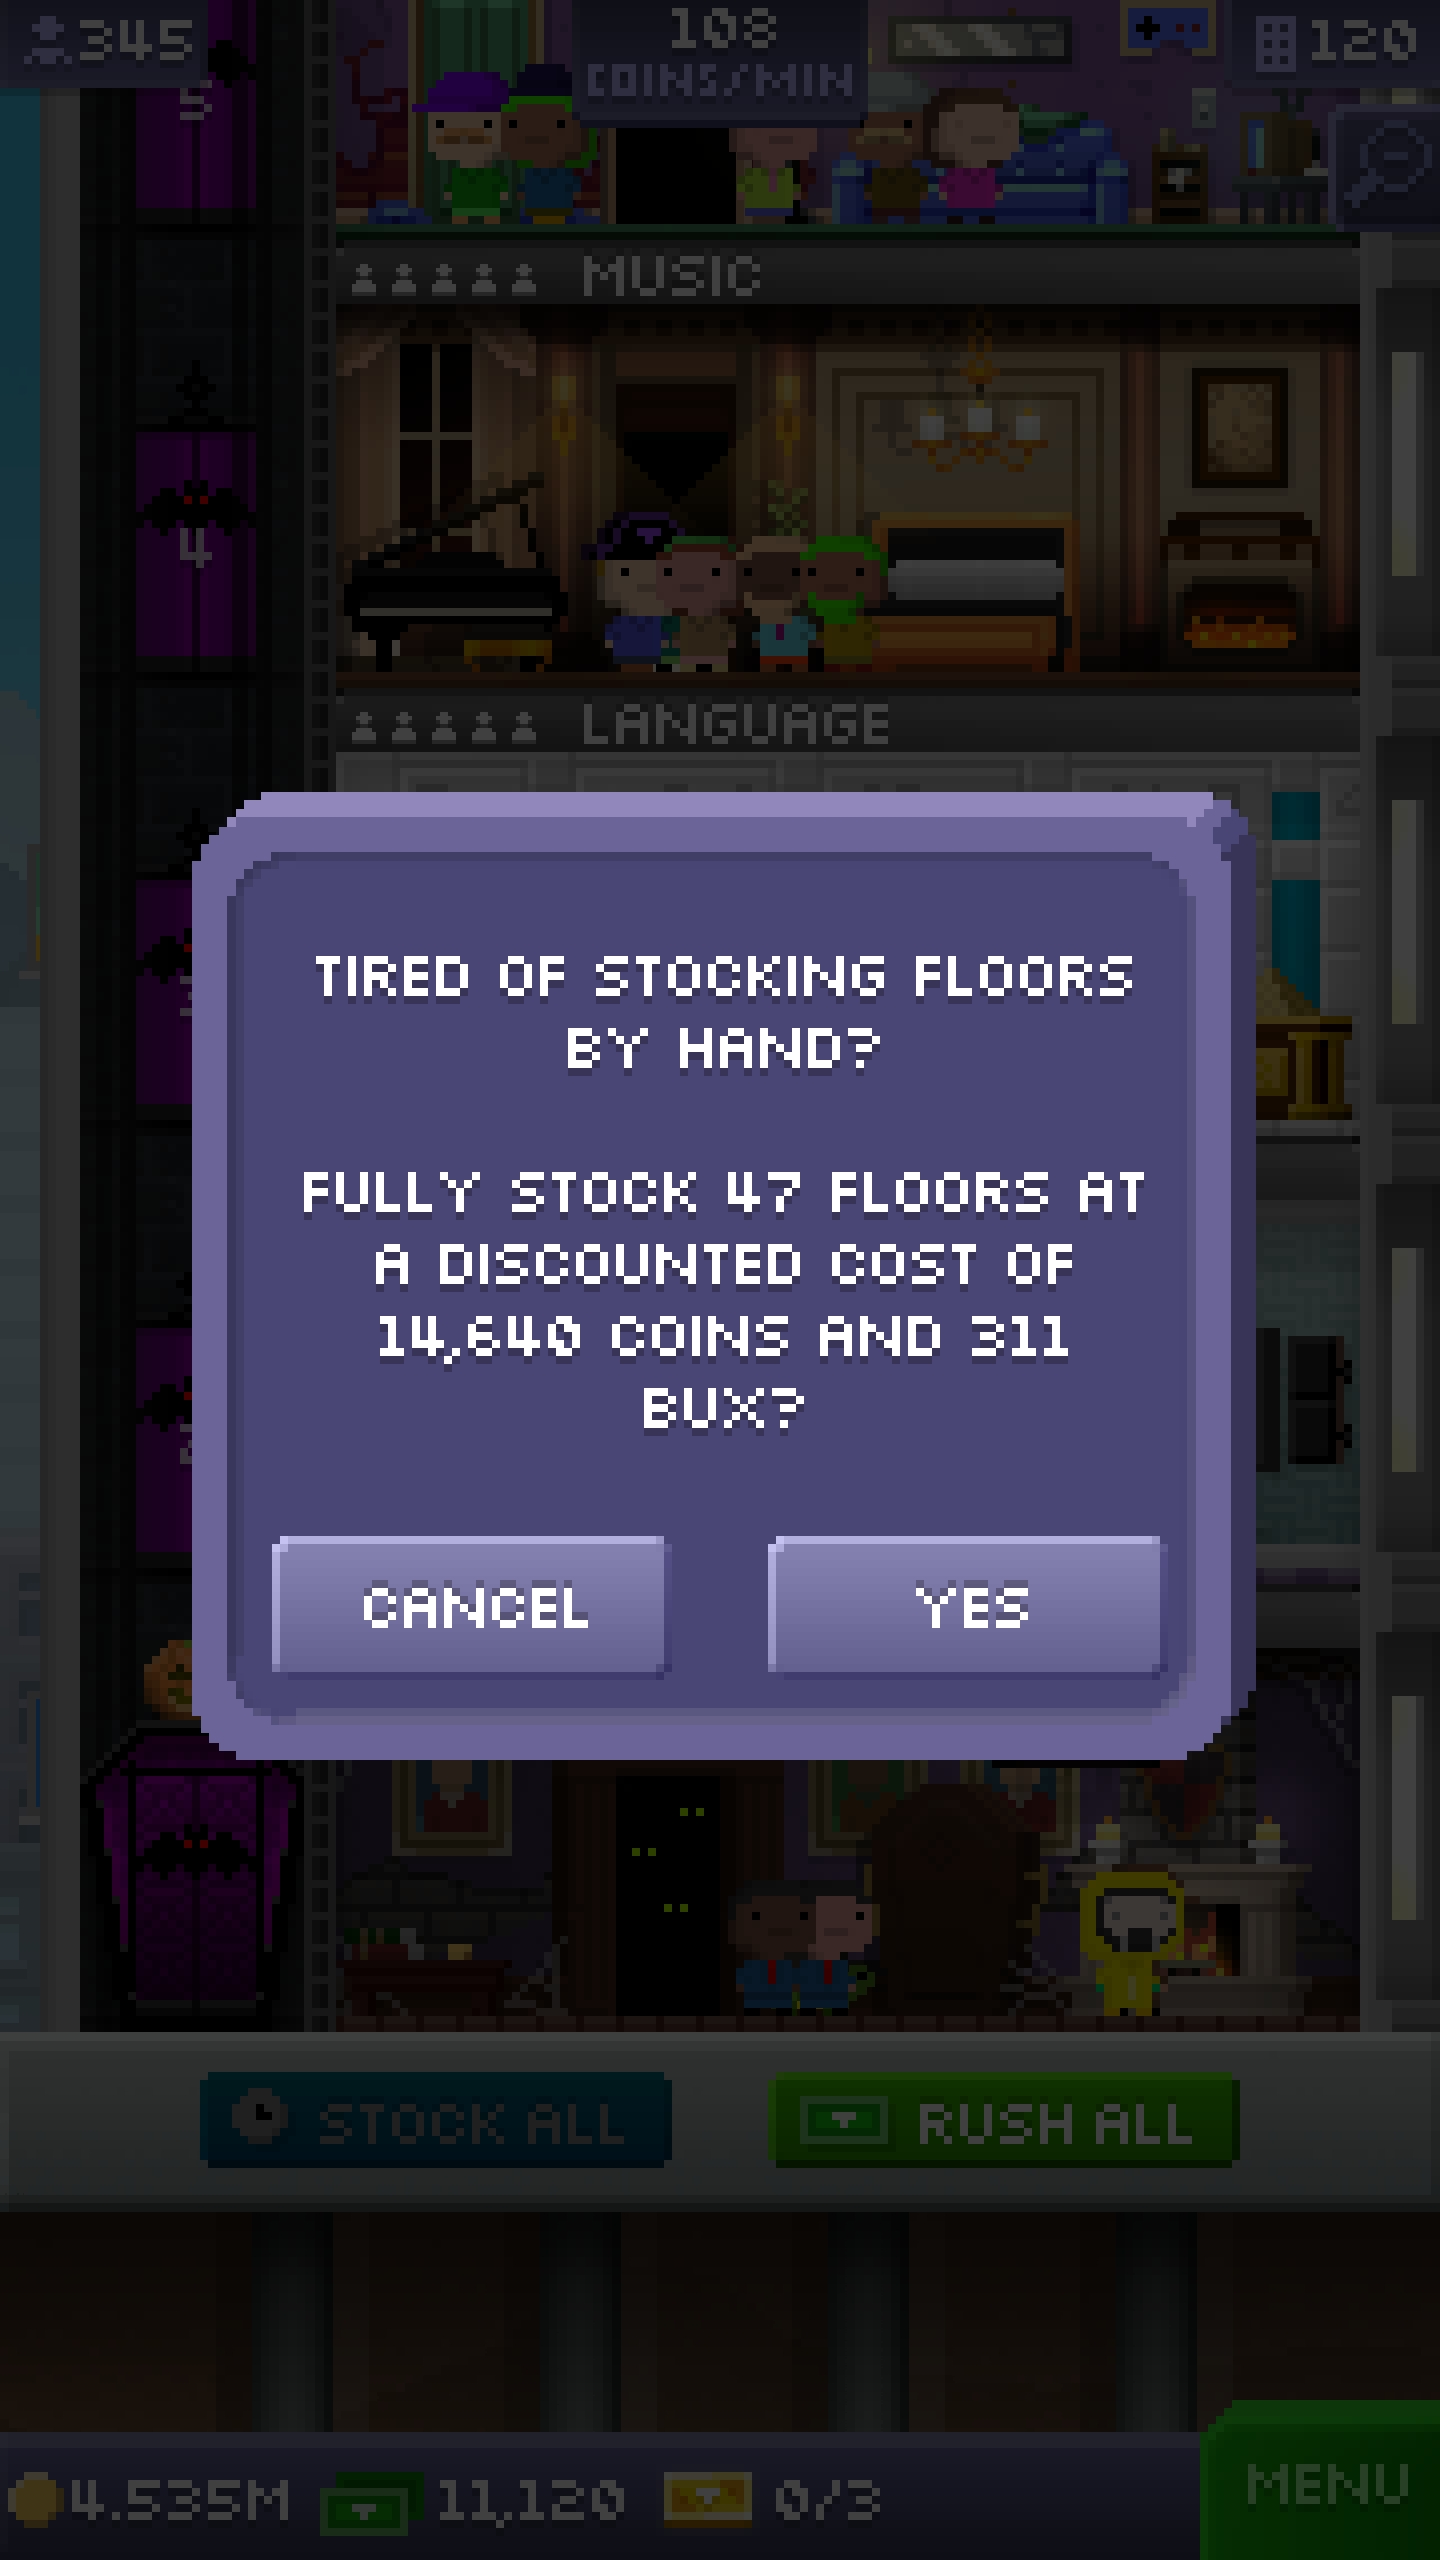 345
108
COINS/MIN
120
5
MUSIC
4
LANGUAGE
TIRED OF STOCKING FLOORS
BY HAND?
FULLY STOCK 47 FLOORS AT
A DISCOUNTED COST OF
14,640 COINS AND 311
BUX?
CANCEL
YES
STOCK ALL
RUSH ALL
4.535M
11,120
0/3
MENU